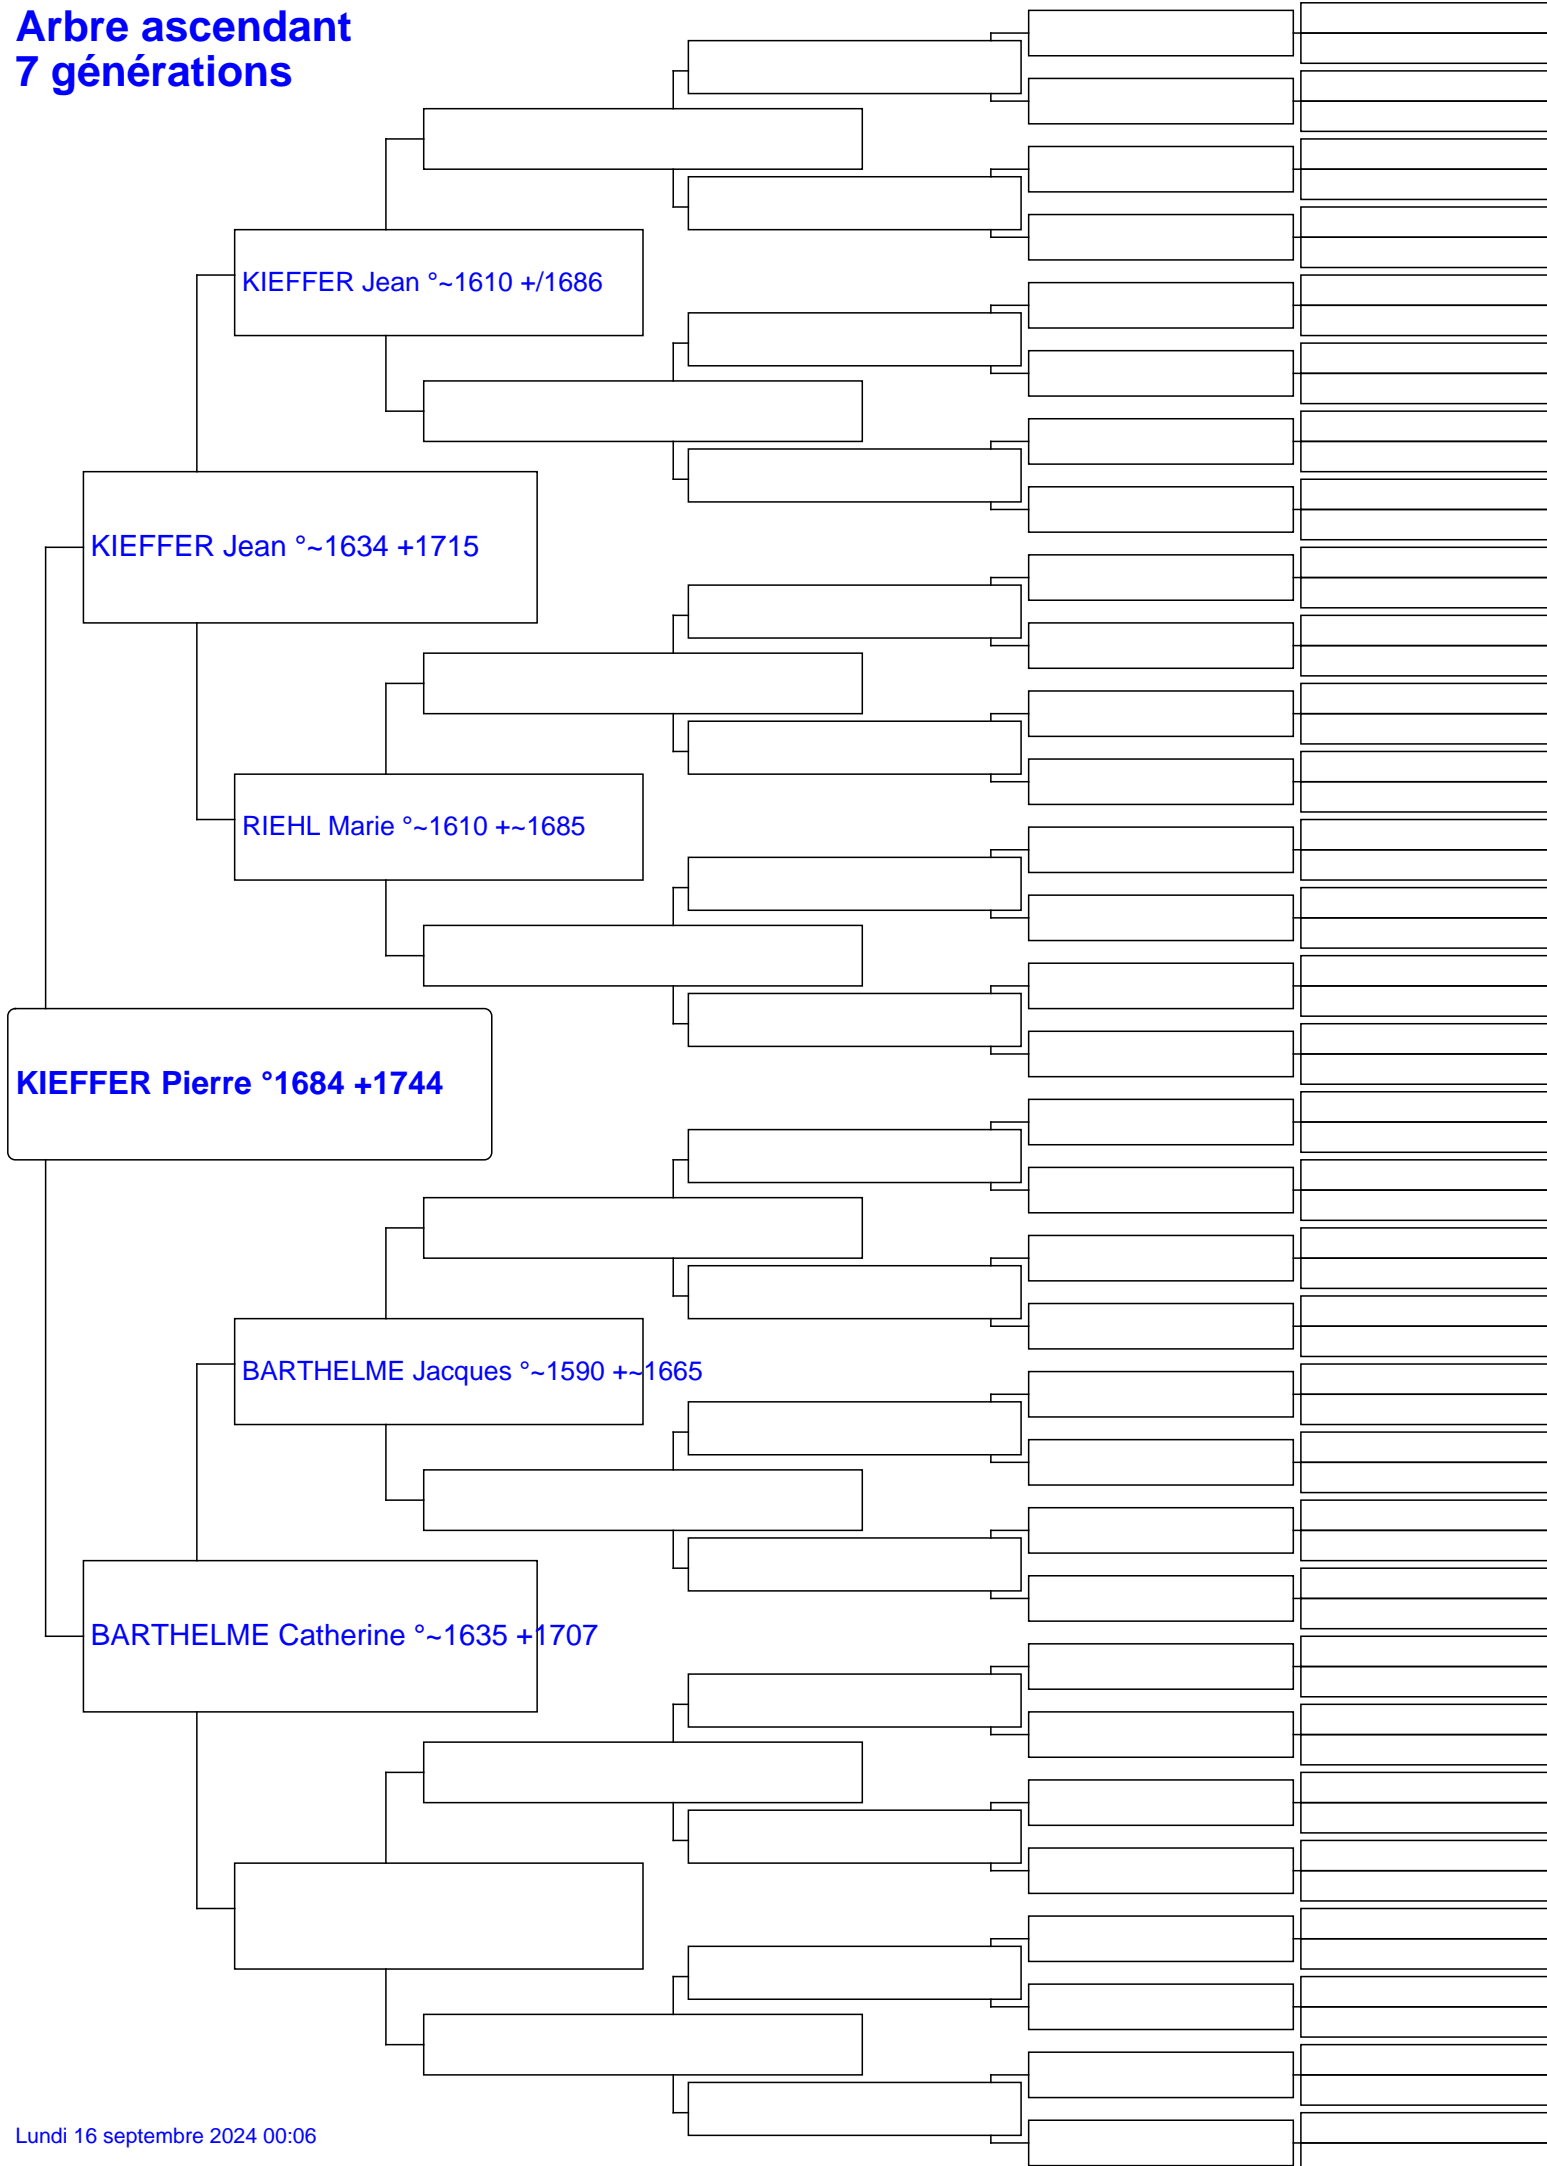 Arbre ascendant
7 générations
KIEFFER Jean °~1610 +/1686
KIEFFER Jean °~1634 +1715
RIEHL Marie °~1610 +~1685
KIEFFER Pierre °1684 +1744
BARTHELME Jacques °~1590 +~1665
BARTHELME Catherine °~1635 +1707
Lundi 16 septembre 2024 00:06